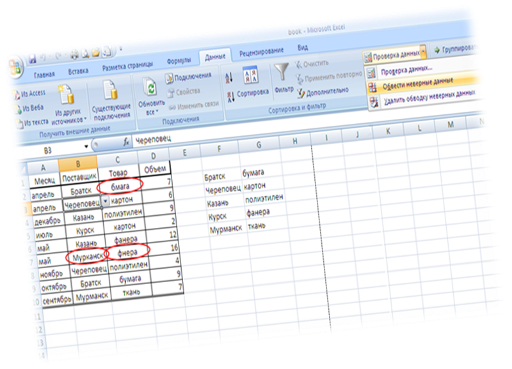 book - Microsoft Excel
Главная Вставка Разметка страницы Формулы Данные Рецензирование Вид
Из Access
Из Веба
Из текста
Из других источников
Существующие подключения
Получить внешние данные
Обновить все
Подключения
Свойства
Изменить связи
Подключения
Сортировка
Фильтр
Очистить
Применить повторно
Дополнительно
Сортировка и фильтр
Проверка данных
Группировать
Проверка данных...
Обвести неверные данные
Удалить обводку неверных данных
B3 Череповец
A B C D E F G H I J K L M N
1 Месяц Поставщик Товар Объем
2 апрель Братск бмага 7 Братск бумага
3 апрель Череповец картон 6 Череповец картон
4 декабрь Казань полиэтилен 9 Казань полиэтилен
5 июль Курск картон 2 Курск фанера
6 май Казань фанера 12 Мурманск ткань
7 май Мурканск фнера 16
8 ноябрь Череповец полиэтилен 4
9 октябрь Братск бумага 9
10 сентябрь Мурманск ткань 7